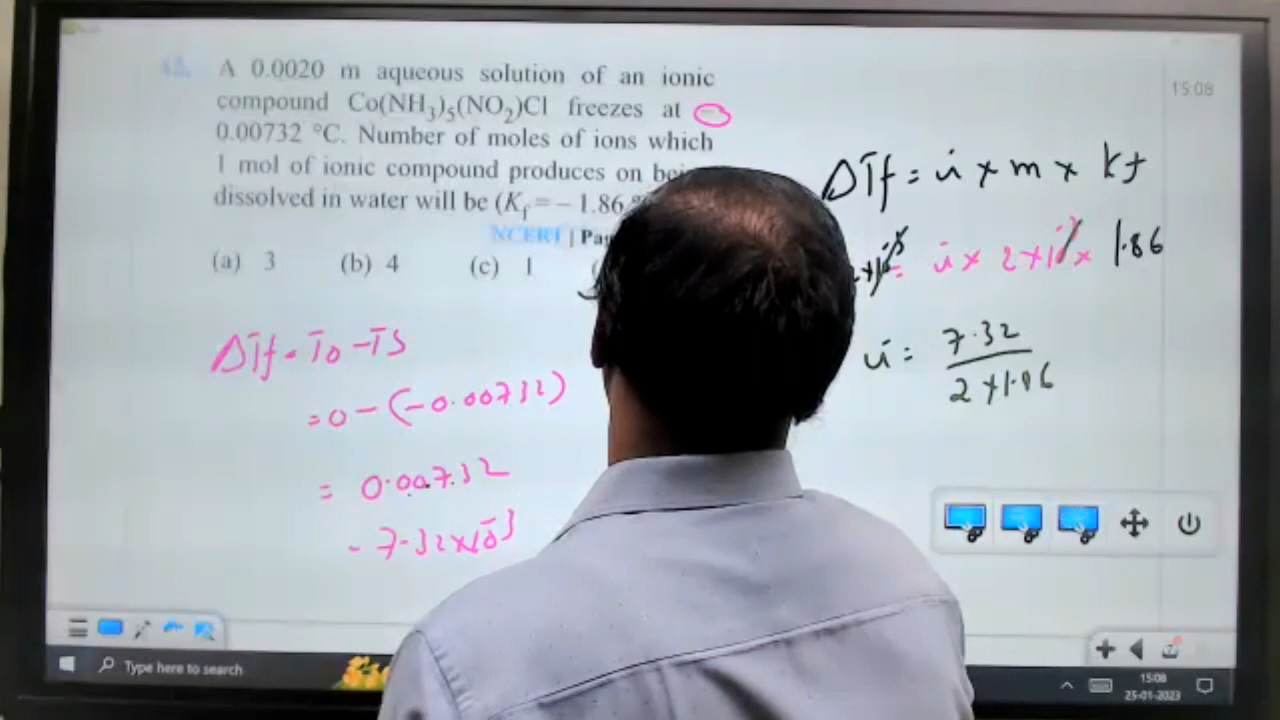 A 0.0020 m aqueous solution of an ionic
compound Co(NH₃)₅(NO₂)Cl freezes at –
0.00732 °C. Number of moles of ions which
1 mol of ionic compound produces on
dissolved in water will be (Kf = – 1.86
NCERT |
(a) 3 (b) 4 (c) 1
15:08
ΔTf = i × m × kf
= i × 2 × 1.86
i = 7.32 / 2 × 1.86
ΔTf = To – Ts
= 0 – (–0.00732)
= 0.00732
- 7.32 × 10⁻³
Type here to search
15:08
25-01-2023